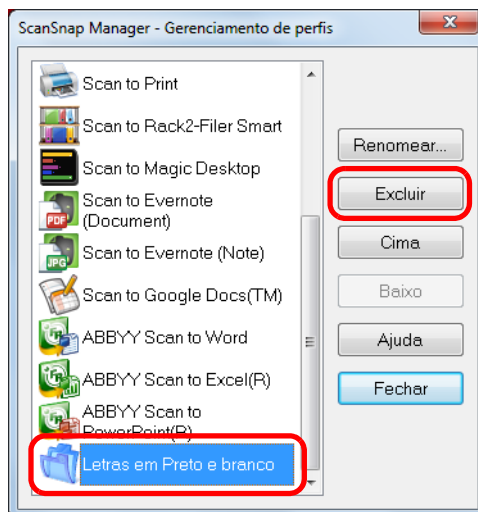 ScanSnap Manager - Gerenciamento de perfis
Scan to Print
Scan to Rack2-Filer Smart
Scan to Magic Desktop
Scan to Evernote
(Document)
Scan to Evernote (Note)
Scan to Google Docs(TM)
ABBYY Scan to Word
ABBYY Scan to Excel(R)
ABBYY Scan to
PowerPoint(R)
Letras em Preto e branco
Renomear...
Excluir
Cima
Baixo
Ajuda
Fechar
PDF
JPG